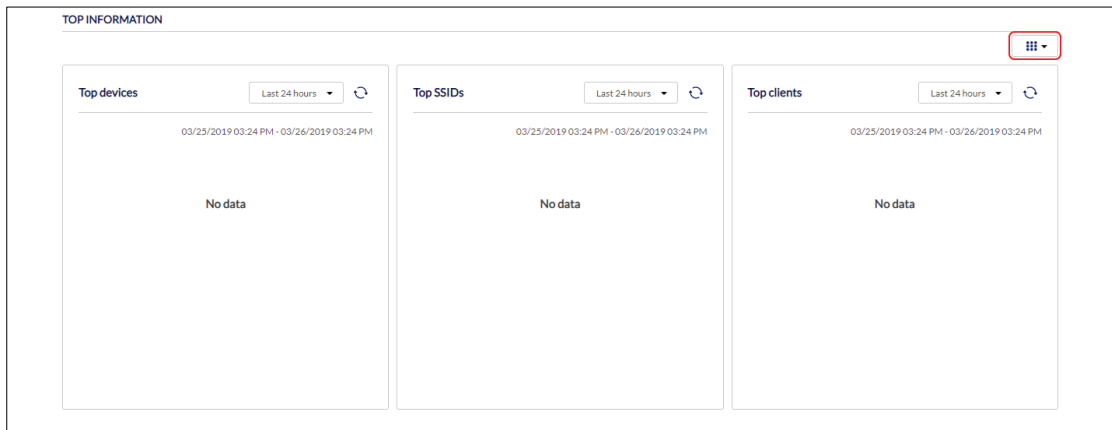 TOP INFORMATION
Top devices
Last 24 hours
03/25/2019 03:24 PM - 03/26/2019 03:24 PM
No data
Top SSIDs
Last 24 hours
03/25/2019 03:24 PM - 03/26/2019 03:24 PM
No data
Top clients
Last 24 hours
03/25/2019 03:24 PM - 03/26/2019 03:24 PM
No data